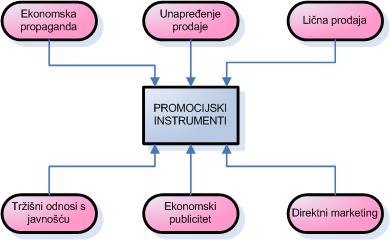 Ekonomska
propaganda
Unapređenje
prodaje
Lična prodaja
PROMOCIJSKI
INSTRUMENTI
Tržišni odnosi s
javnošću
Ekonomski
publicitet
Direktni marketing